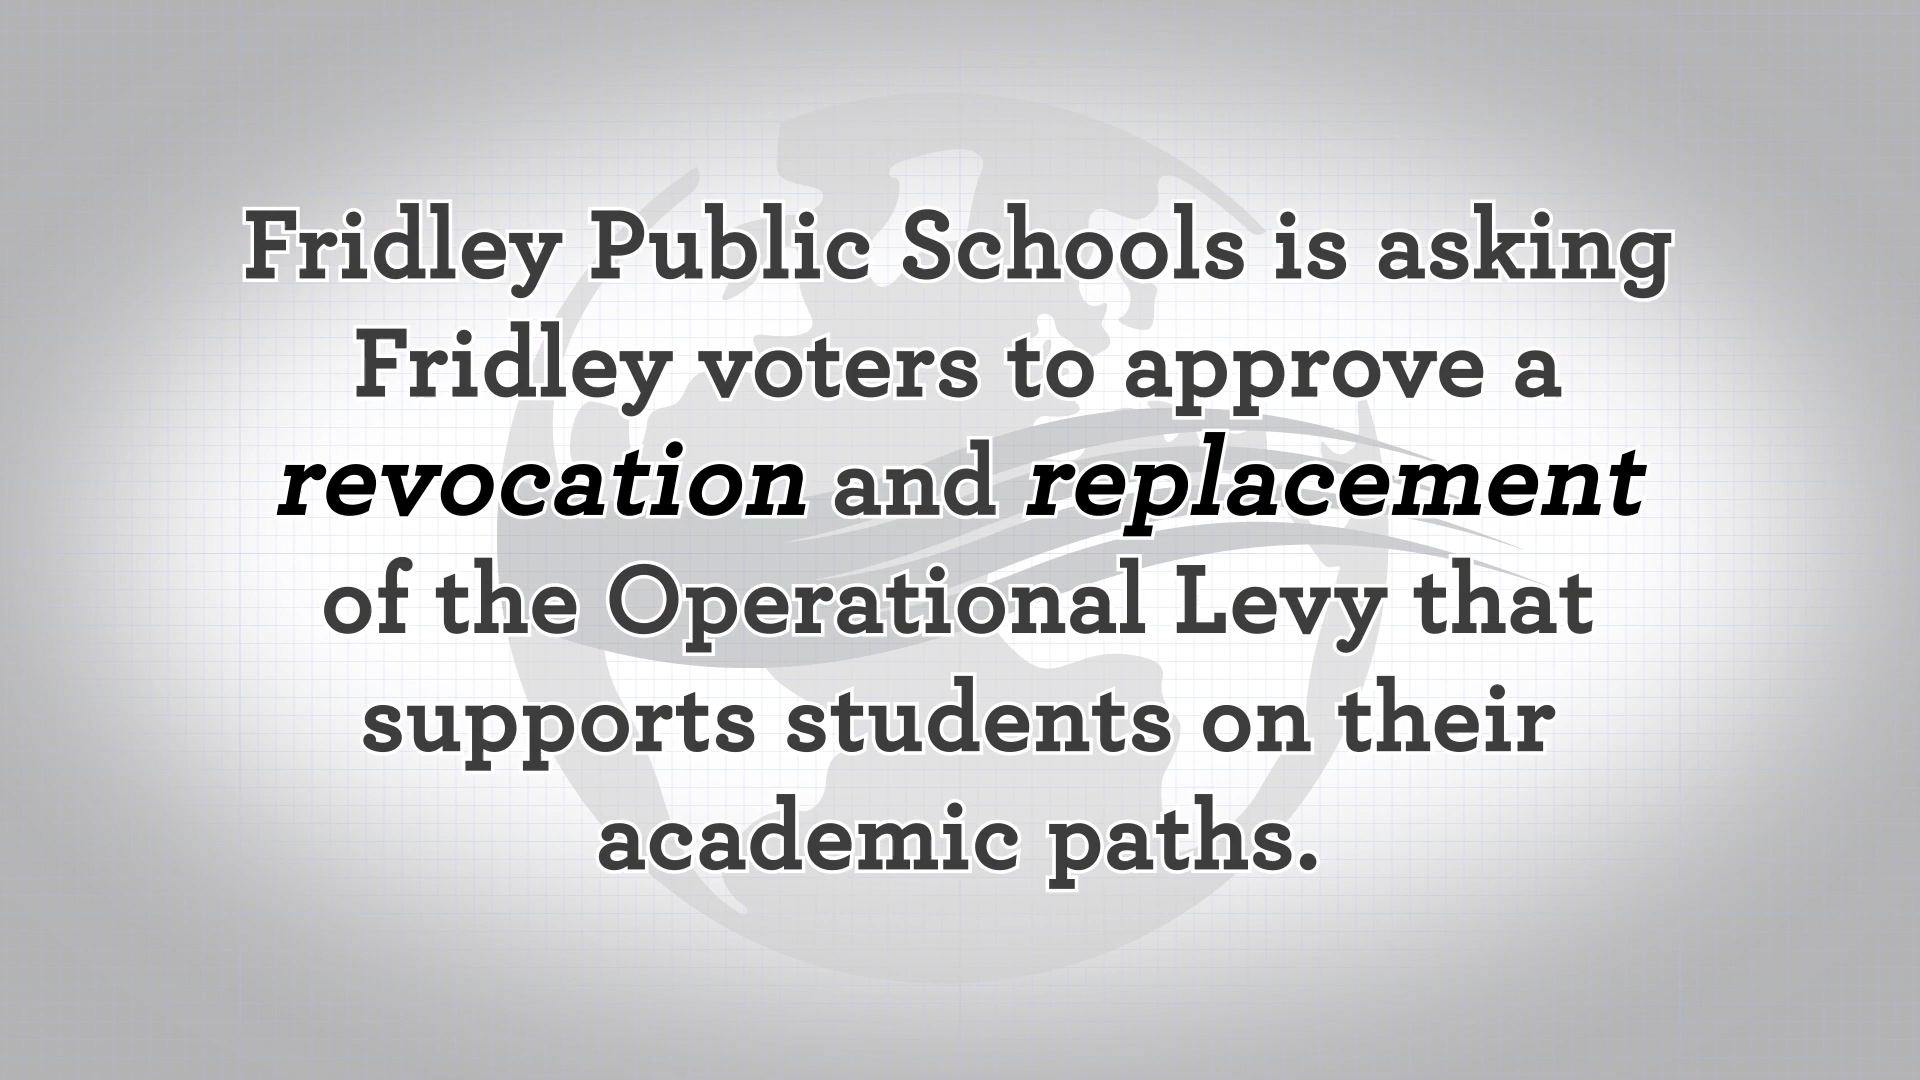 Fridley Public Schools is asking
Fridley voters to approve a
revocation and replacement
of the Operational Levy that
supports students on their
academic paths.